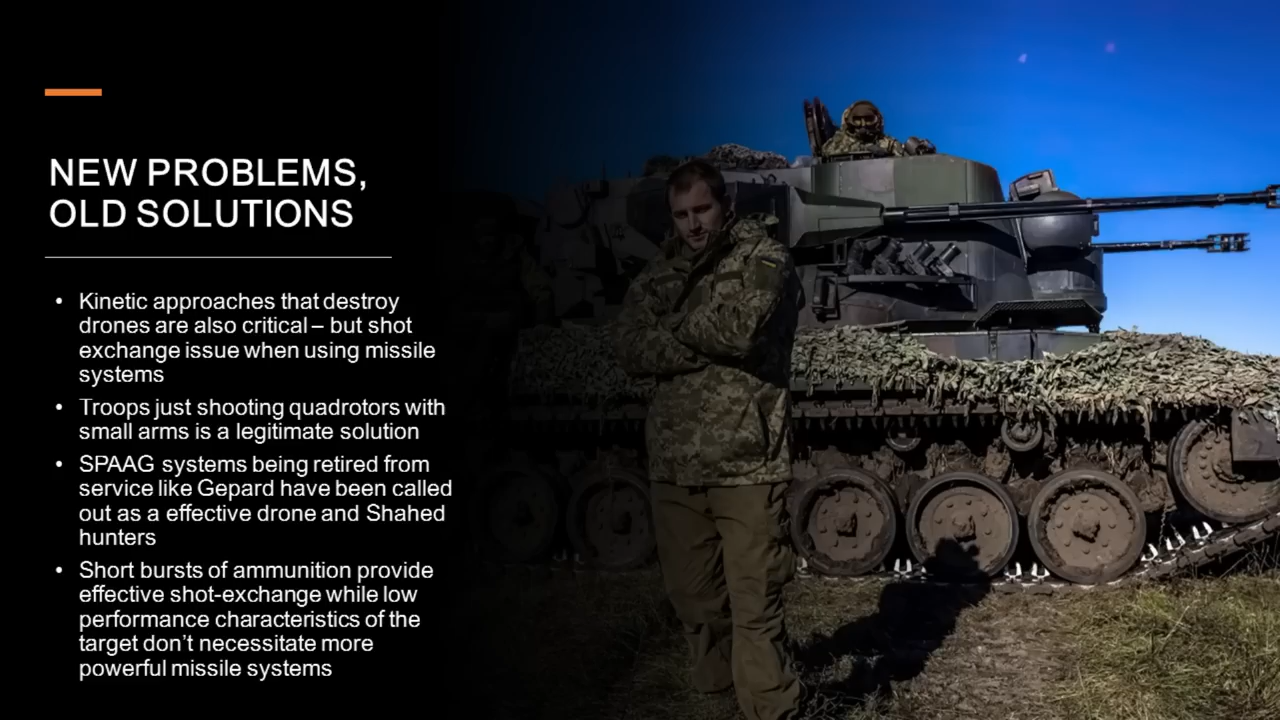 NEW PROBLEMS,
OLD SOLUTIONS
• Kinetic approaches that destroy
drones are also critical – but shot
exchange issue when using missile
systems
• Troops just shooting quadrotors with
small arms is a legitimate solution
• SPAAG systems being retired from
service like Gepard have been called
out as a effective drone and Shahed
hunters
• Short bursts of ammunition provide
effective shot-exchange while low
performance characteristics of the
target don’t necessitate more
powerful missile systems